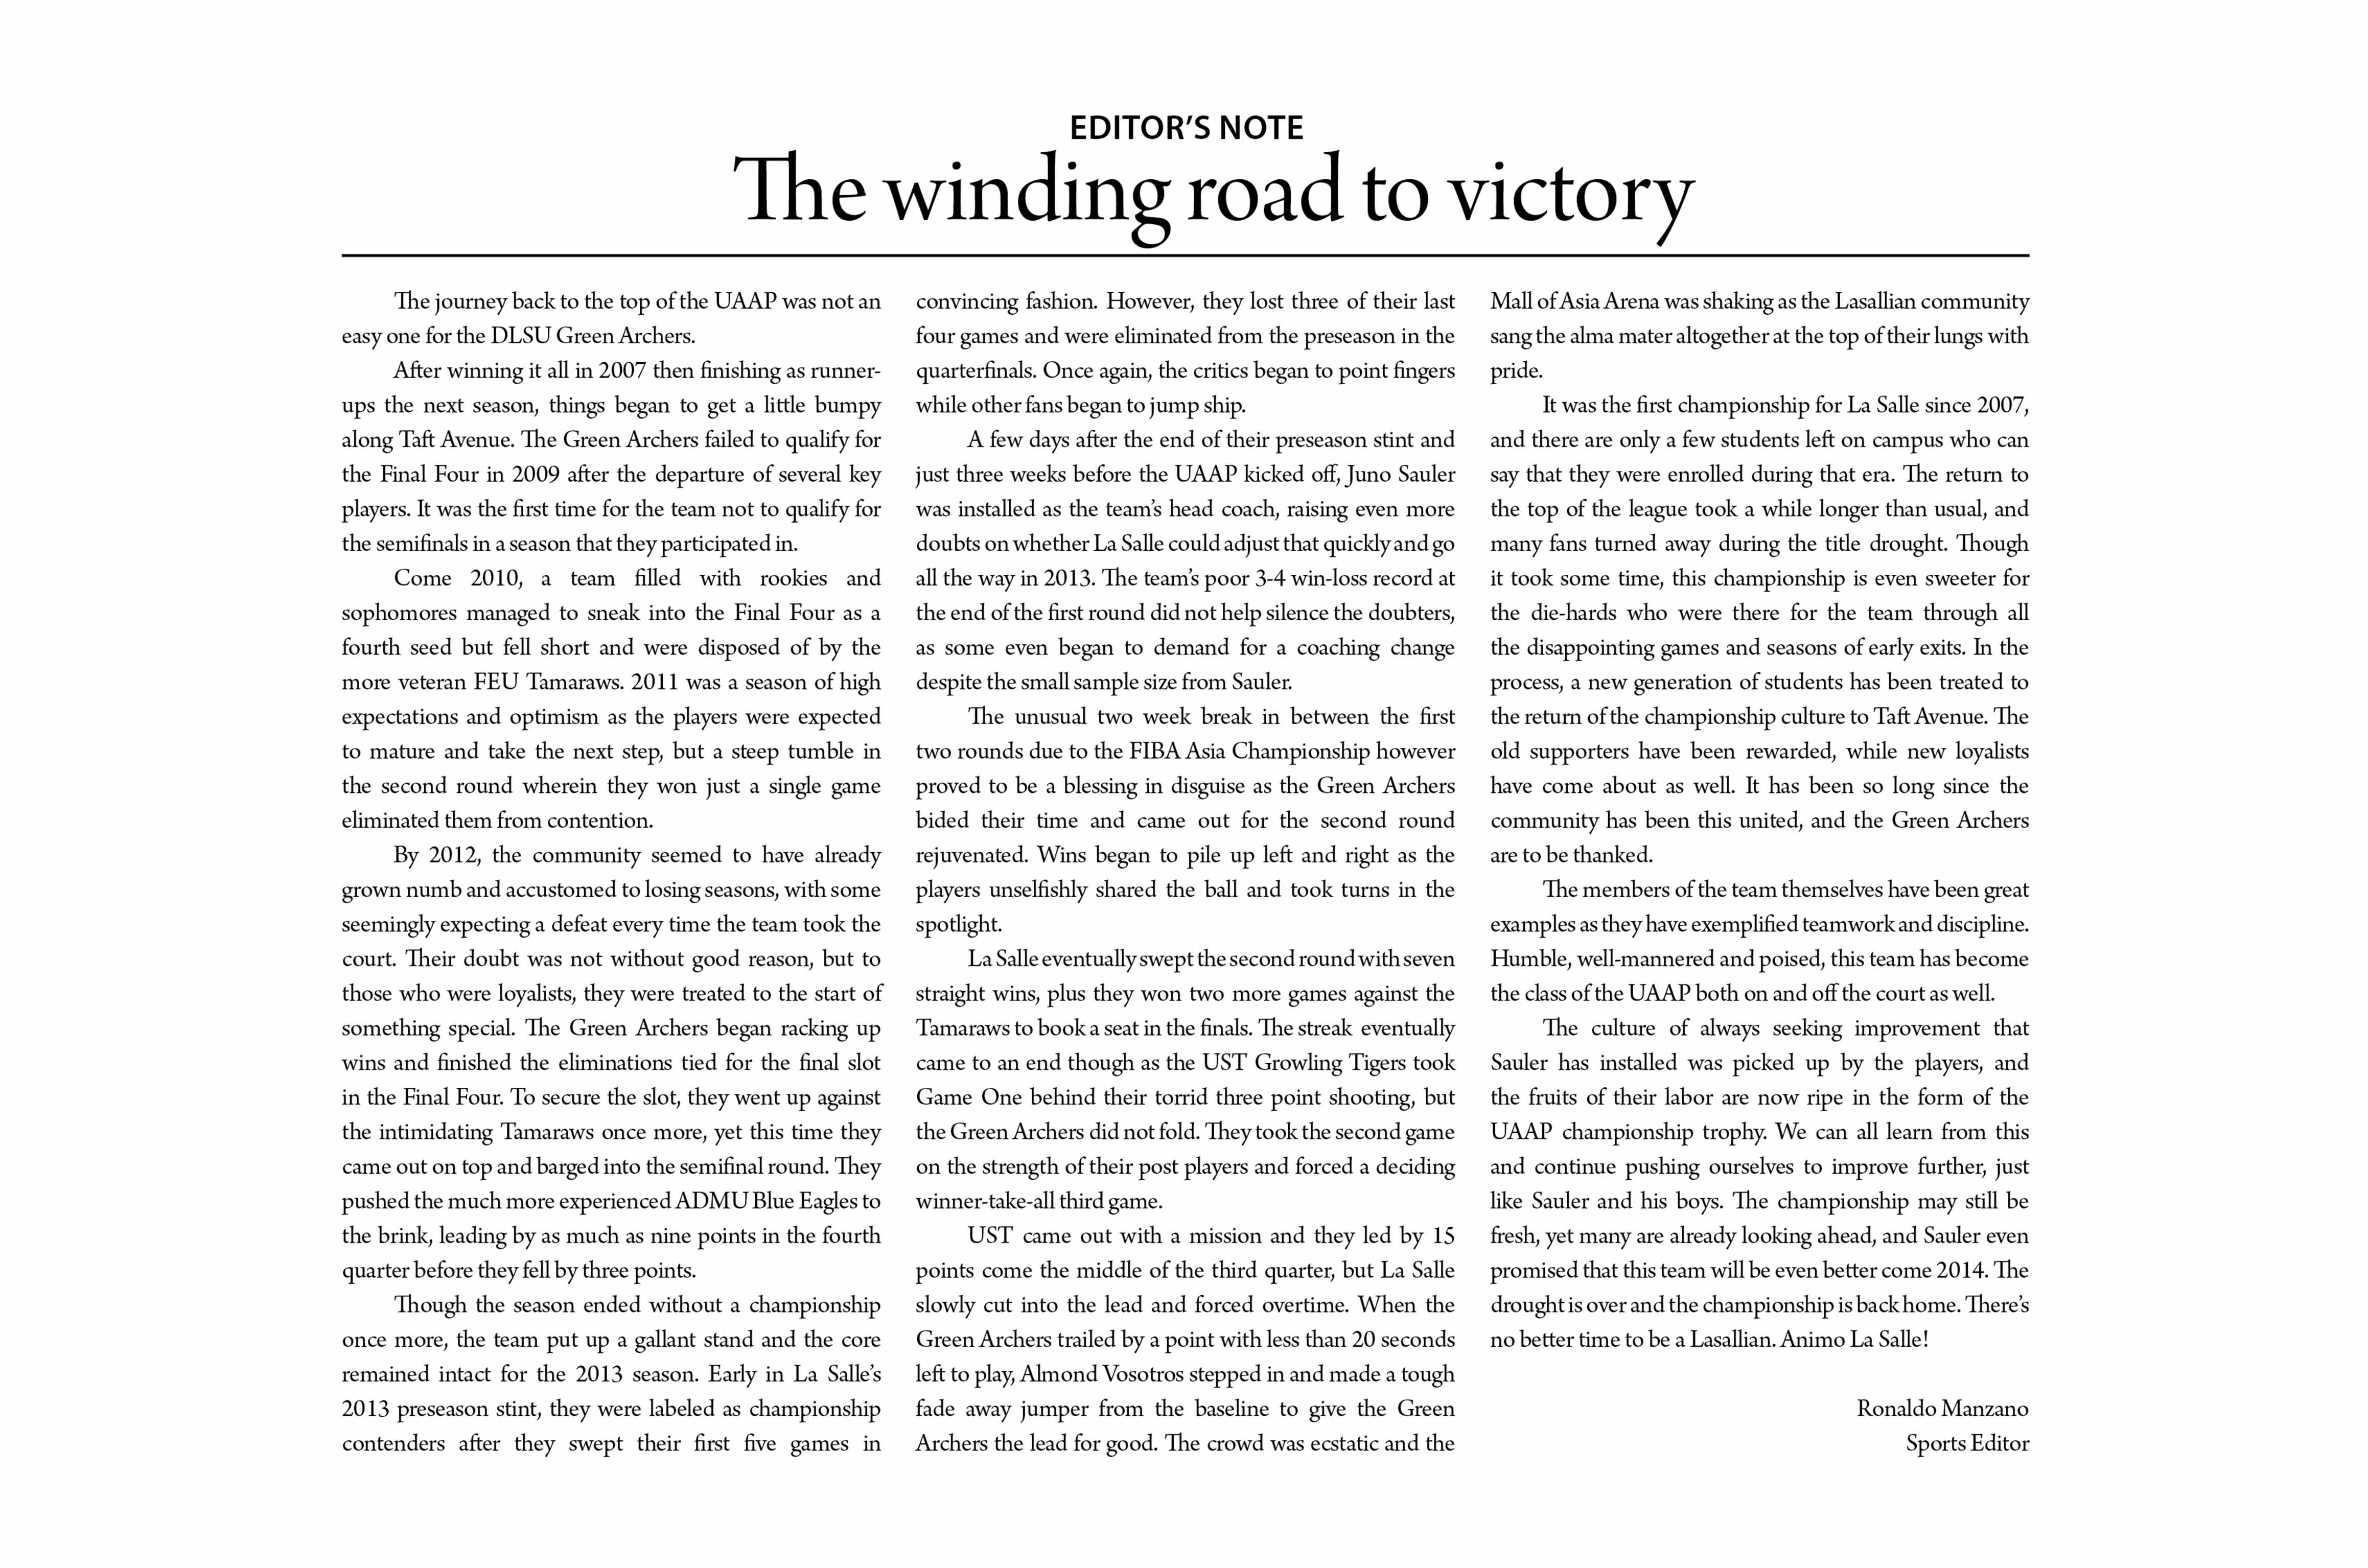 EDITOR'S NOTE
The winding road to victory
The journey back to the top of the UAAP was not an
easy one for the DLSU Green Archers.
After winning it all in 2007 then finishing as runner-
ups the next season, things began to get a little bumpy
along Taft Avenue. The Green Archers failed to qualify for
the Final Four in 2009 after the departure of several key
players. It was the first time for the team not to qualify for
the semifinals in a season that they participated in.
Come 2010, a team filled with rookies and
sophomores managed to sneak into the Final Four as a
fourth seed but fell short and were disposed of by the
more veteran FEU Tamaraws. 2011 was a season of high
expectations and optimism as the players were expected
to mature and take the next step, but a steep tumble in
the second round wherein they won just a single game
eliminated them from contention.
By 2012, the community seemed to have already
grown numb and accustomed to losing seasons, with some
seemingly expecting a defeat every time the team took the
court. Their doubt was not without good reason, but to
those who were loyalists, they were treated to the start of
something special. The Green Archers began racking up
wins and finished the eliminations tied for the final slot
in the Final Four. To secure the slot, they went up against
the intimidating Tamaraws once more, yet this time they
came out on top and barged into the semifinal round. They
pushed the much more experienced ADMU Blue Eagles to
the brink, leading by as much as nine points in the fourth
quarter before they fell by three points.
Though the season ended without a championship
once more, the team put up a gallant stand and the core
remained intact for the 2013 season. Early in La Salle's
2013 preseason stint, they were labeled as championship
contenders after they swept their first five games in
convincing fashion. However, they lost three of their last
four games and were eliminated from the preseason in the
quarterfinals. Once again, the critics began to point fingers
while other fans began to jump ship.
A few days after the end of their preseason stint and
just three weeks before the UAAP kicked off, Juno Sauler
was installed as the team's head coach, raising even more
doubts on whether La Salle could adjust that quickly and go
all the way in 2013. The team's poor 3-4 win-loss record at
the end of the first round did not help silence the doubters,
as some even began to demand for a coaching change
despite the small sample size from Sauler.
The unusual two week break in between the first
two rounds due to the FIBA Asia Championship however
proved to be a blessing in disguise as the Green Archers
bided their time and came out for the second round
rejuvenated. Wins began to pile up left and right as the
players unselfishly shared the ball and took turns in the
spotlight.
La Salle eventually swept the second round with seven
straight wins, plus they won two more games against the
Tamaraws to book a seat in the finals. The streak eventually
came to an end though as the UST Growling Tigers took
Game One behind their torrid three point shooting, but
the Green Archers did not fold. They took the second game
on the strength of their post players and forced a deciding
winner-take-all third game.
UST came out with a mission and they led by 15
points come the middle of the third quarter, but La Salle
slowly cut into the lead and forced overtime. When the
Green Archers trailed by a point with less than 20 seconds
left to play, Almond Vosotros stepped in and made a tough
fade away jumper from the baseline to give the Green
Archers the lead for good. The crowd was ecstatic and the
Mall of Asia Arena was shaking as the Lasallian community
sang the alma mater altogether at the top of their lungs with
pride.
It was the first championship for La Salle since 2007,
and there are only a few students left on campus who can
say that they were enrolled during that era. The return to
the top of the league took a while longer than usual, and
many fans turned away during the title drought. Though
it took some time, this championship is even sweeter for
the die-hards who were there for the team through all
the disappointing games and seasons of early exits. In the
process, a new generation of students has been treated to
the return of the championship culture to Taft Avenue. The
old supporters have been rewarded, while new loyalists
have come about as well. It has been so long since the
community has been this united, and the Green Archers
are to be thanked.
The members of the team themselves have been great
examples as they have exemplified teamwork and discipline.
Humble, well-mannered and poised, this team has become
the class of the UAAP both on and off the court as well.
The culture of always seeking improvement that
Sauler has installed was picked up by the players, and
the fruits of their labor are now ripe in the form of the
UAAP championship trophy. We can all learn from this
and continue pushing ourselves to improve further, just
like Sauler and his boys. The championship may still be
fresh, yet many are already looking ahead, and Sauler even
promised that this team will be even better come 2014. The
drought is over and the championship is back home. There's
no better time to be a Lasallian. Animo La Salle!
Ronaldo Manzano
Sports Editor